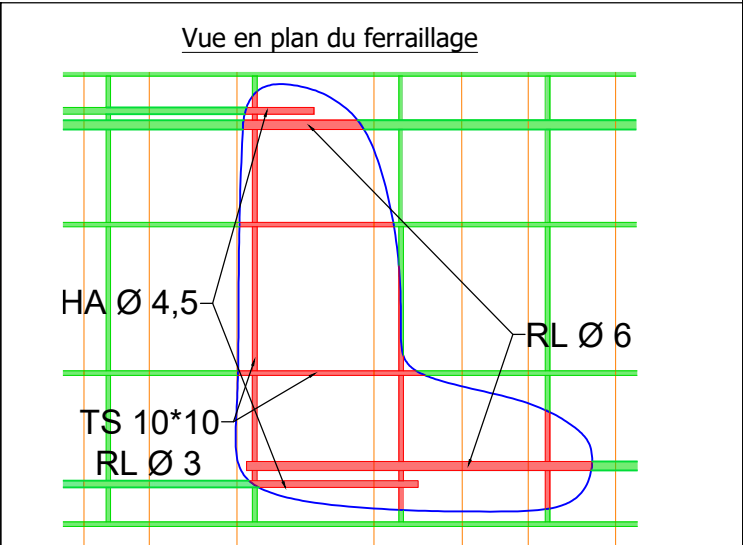 Vue en plan du ferraillage
HA Ø 4,5
RL Ø 6
TS 10*10
RL Ø 3